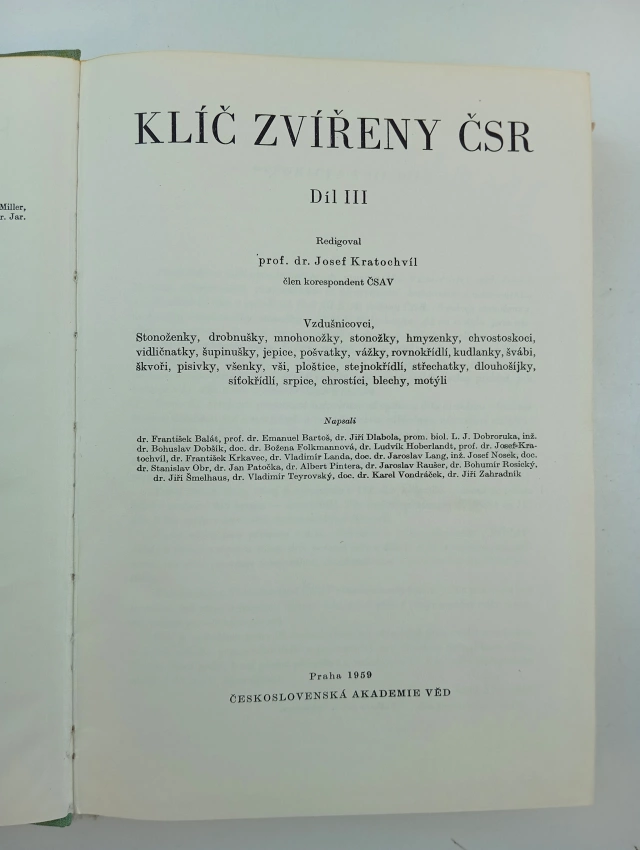 Miller,
r. Jar.
KLÍČ ZVÍŘENY ČSR
Díl III
Redigoval
prof. dr. Josef Kratochvíl
člen korespondent ČSAV
Vzdušnicovci,
Stonoženky, drobnušky, mnohonožky, stonožky, hmyzenky, chvostoskoci,
vidličnatky, šupinušky, jepice, pošvatky, vážky, rovnokřídlí, kudlanky, švábi,
škvoři, pisivky, všenky, vši, ploštice, stejnokřídlí, střechatky, dlouhošíjky,
síťokřídlí, srpice, chrostíci, blechy, motýli
Napsali
dr. František Balát, prof. dr. Emanuel Bartoš, dr. Jiří Dlabola, prom. biol. L. J. Dobroruka, inž.
dr. Bohuslav Dobšík, doc. dr. Božena Folkmannová, dr. Ludvík Hoberlandt, prof. dr. Josef Kra-
tochvíl, dr. František Krkavec, dr. Vladimír Landa, doc. dr. Jaroslav Lang, inž. Josef Nosek, doc.
dr. Stanislav Obr, dr. Jan Patočka, dr. Albert Pintera, dr. Jaroslav Raušer, dr. Bohumír Rosický,
dr. Jiří Šmelhaus, dr. Vladimír Teyrovský, doc. dr. Karel Vondráček, dr. Jiří Zahradník
Praha 1959
ČESKOSLOVENSKÁ AKADEMIE VĚD